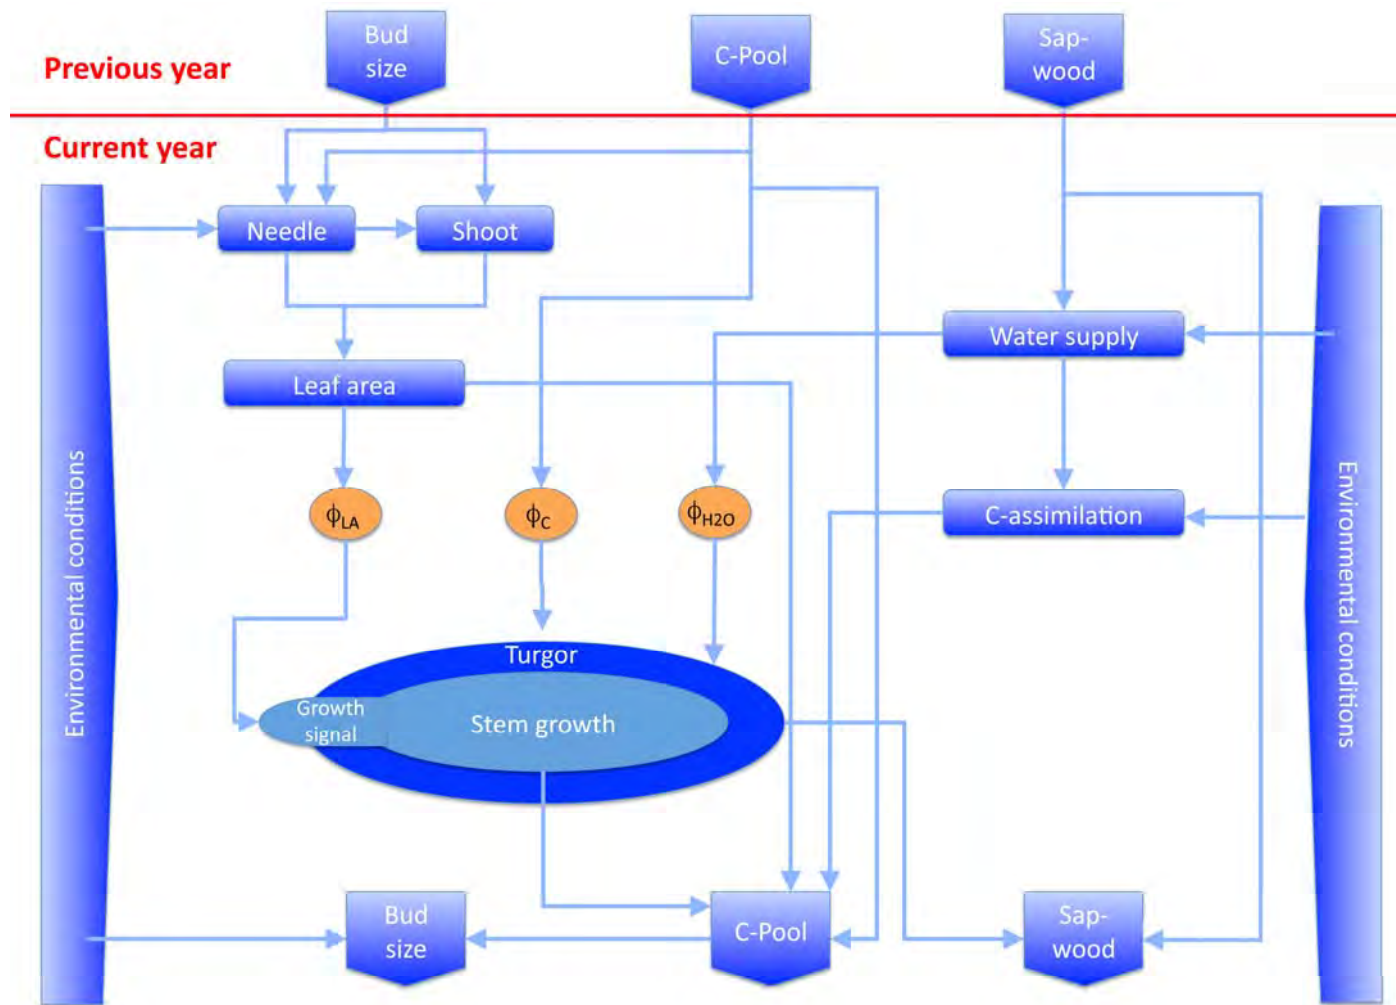 Previous year
Bud
size
C-Pool
Sap-
wood
Current year
Needle
Shoot
Water supply
Leaf area
Environmental conditions
ϕLA
ϕC
ϕH2O
C-assimilation
Environmental conditions
Turgor
Growth
signal
Stem growth
Bud
size
C-Pool
Sap-
wood